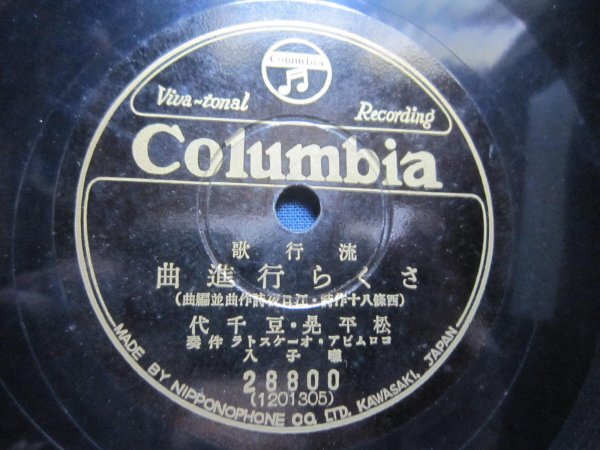 Columbia
Viva-tonal Recording
Columbia
流行歌
さくら行進曲
(西條八十作詩・江口夜詩作曲並編曲)
松平晃・豆千代
コロムビア・オーケストラ伴奏
囃子入
28800
(1201305)
MADE BY NIPPONOPHONE CO., LTD., KAWASAKI, JAPAN